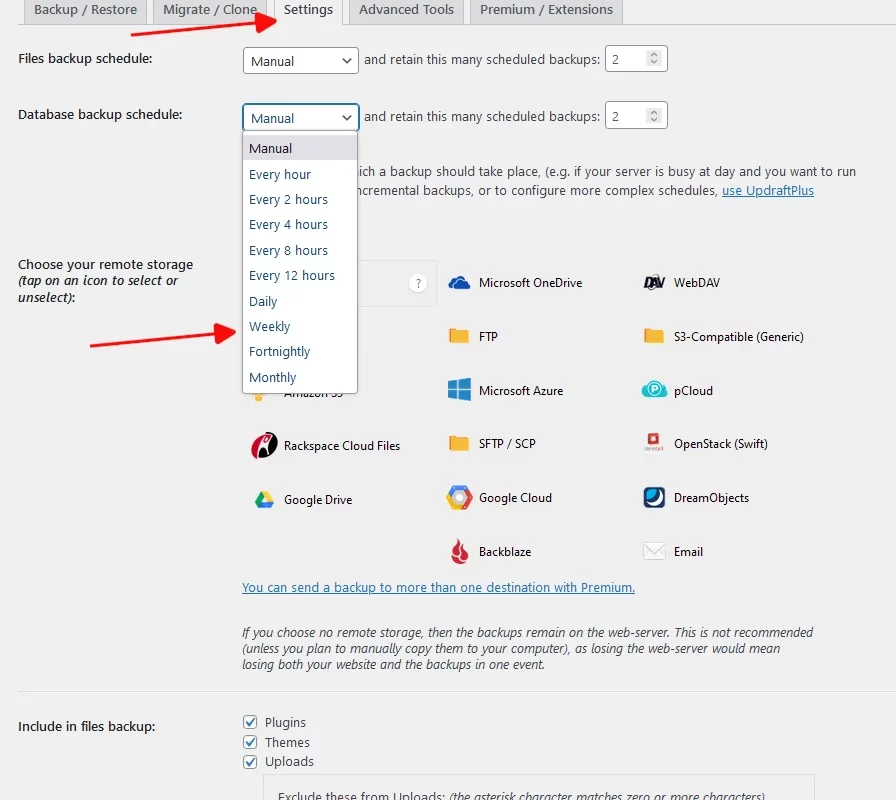 Backup / Restore
Migrate / Clone
Settings
Advanced Tools
Premium / Extensions
Files backup schedule:
Manual
and retain this many scheduled backups:
2
Database backup schedule:
Manual
and retain this many scheduled backups:
2
Manual
Every hour
Every 2 hours
Every 4 hours
Every 8 hours
Every 12 hours
Daily
Weekly
Fortnightly
Monthly
a backup should take place, (e.g. if your server is busy at day and you want to run
incremental backups, or to configure more complex schedules, use UpdraftPlus
Choose your remote storage
(tap on an icon to select or
unselect):
?
Microsoft OneDrive
WebDAV
FTP
S3-Compatible (Generic)
Amazon S3
Microsoft Azure
pCloud
Rackspace Cloud Files
SFTP / SCP
OpenStack (Swift)
Google Drive
Google Cloud
DreamObjects
Backblaze
Email
You can send a backup to more than one destination with Premium.
If you choose no remote storage, then the backups remain on the web-server. This is not recommended
(unless you plan to manually copy them to your computer), as losing the web-server would mean
losing both your website and the backups in one event.
Include in files backup:
Plugins
Themes
Uploads
Exclude these from Uploads: (the asterisk character matches zero or more characters)